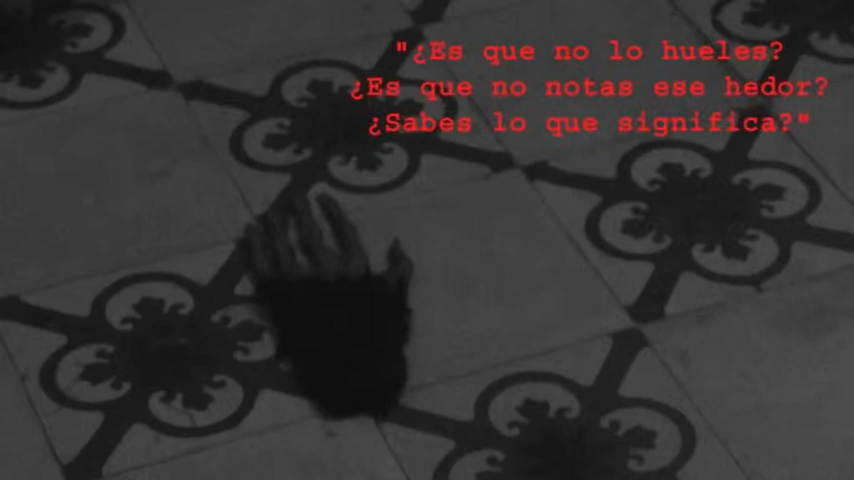 "¿Es que no lo hueles?
¿Es que no notas ese hedor?
¿Sabes lo que significa?"